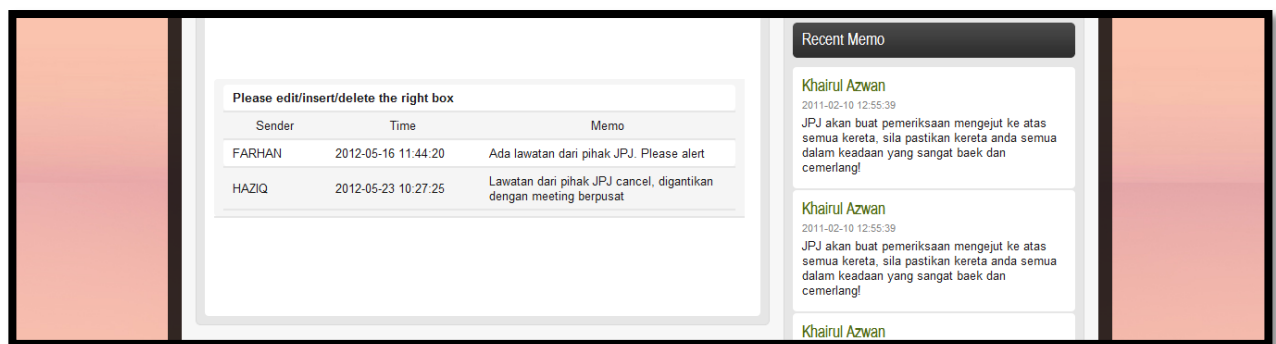 Please edit/insert/delete the right box
Sender Time Memo
FARHAN 2012-05-16 11:44:20 Ada lawatan dari pihak JPJ. Please alert
HAZIQ 2012-05-23 10:27:25 Lawatan dari pihak JPJ cancel, digantikan
dengan meeting berpusat
Recent Memo
Khairul Azwan
2011-02-10 12:55:39
JPJ akan buat pemeriksaan mengejut ke atas
semua kereta, sila pastikan kereta anda semua
dalam keadaan yang sangat baek dan
cemerlang!
Khairul Azwan
2011-02-10 12:55:39
JPJ akan buat pemeriksaan mengejut ke atas
semua kereta, sila pastikan kereta anda semua
dalam keadaan yang sangat baek dan
cemerlang!
Khairul Azwan